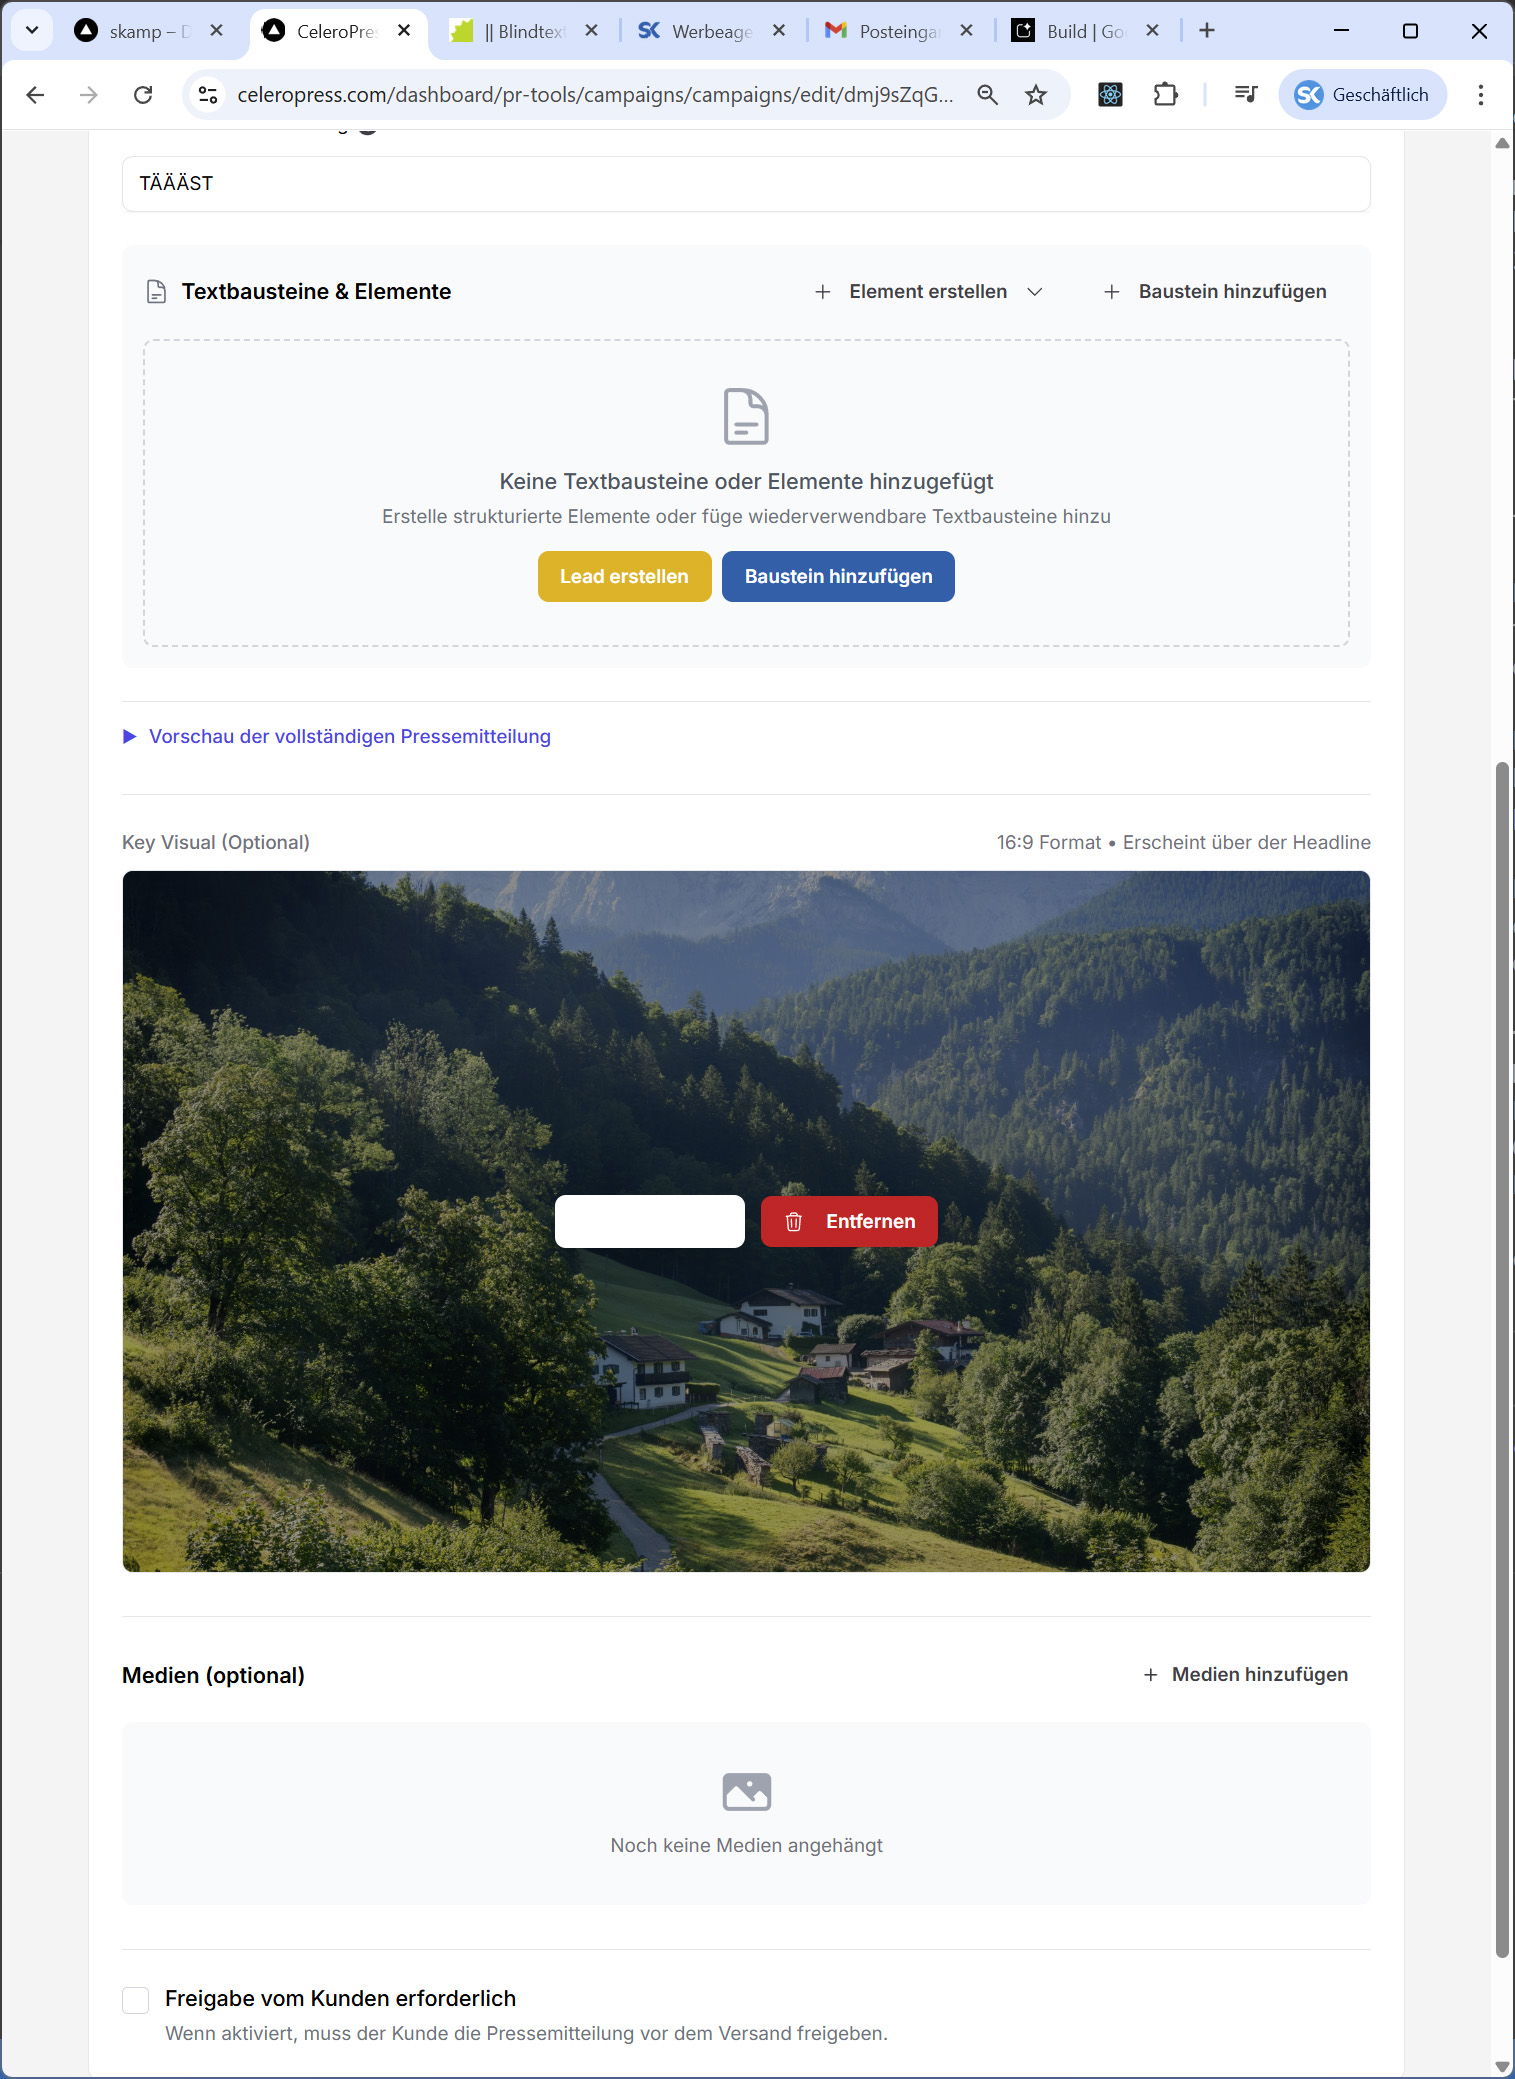 skamp – D
CeleroPres
|| Blindtext
Werbeage
Posteingan
Build | Goo
celeropress.com/dashboard/pr-tools/campaigns/campaigns/edit/dmj9sZqG...
SK Geschäftlich
TÄÄÄST
Textbausteine & Elemente
Element erstellen
Baustein hinzufügen
Keine Textbausteine oder Elemente hinzugefügt
Erstelle strukturierte Elemente oder füge wiederverwendbare Textbausteine hinzu
Lead erstellen
Baustein hinzufügen
Vorschau der vollständigen Pressemitteilung
Key Visual (Optional)
16:9 Format • Erscheint über der Headline
Entfernen
Medien (optional)
Medien hinzufügen
Noch keine Medien angehängt
Freigabe vom Kunden erforderlich
Wenn aktiviert, muss der Kunde die Pressemitteilung vor dem Versand freigeben.